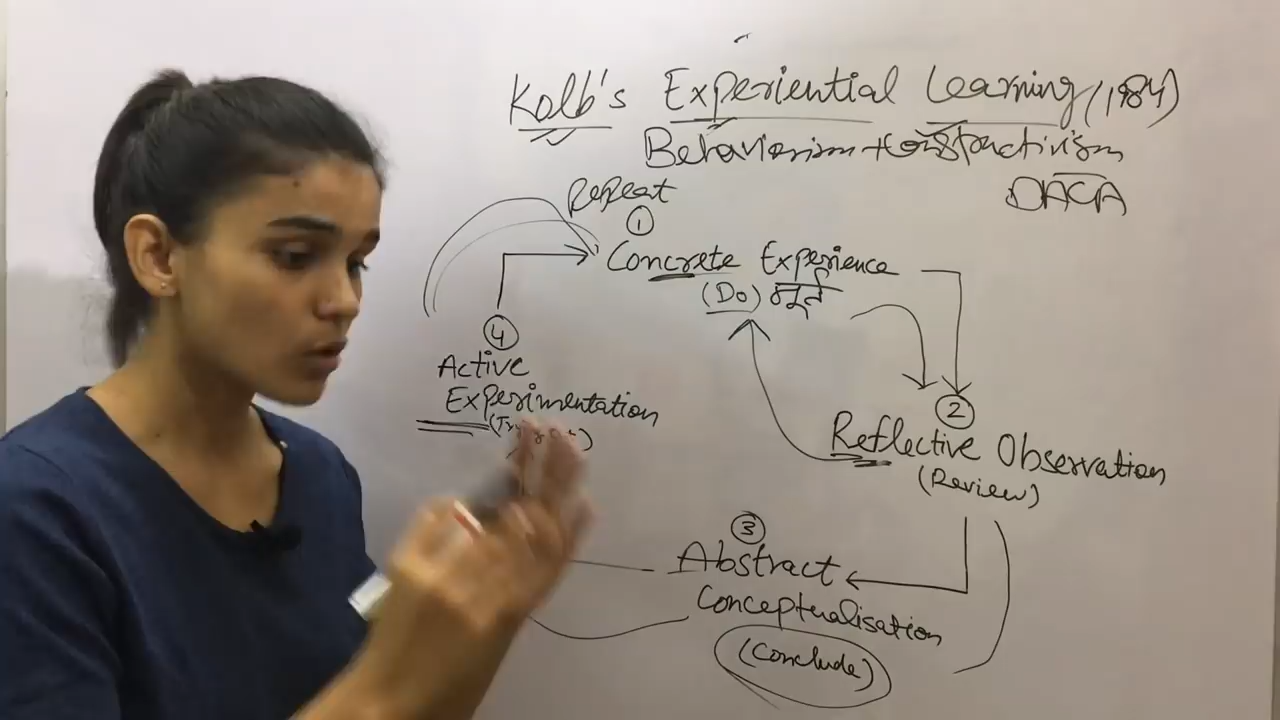 Kolb's Experiential Learning (1984)
Behaviorism + Constructivism
DACA
Repeat
①
Concrete Experience
(Do) मूर्त
④
Active
Experimentation
②
Reflective Observation
(Review)
③
Abstract
Conceptualisation
(Conclude)